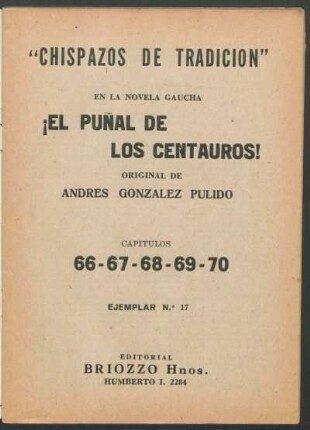 "CHISPAZOS DE TRADICION"
EN LA NOVELA GAUCHA
¡EL PUÑAL DE
LOS CENTAUROS!
ORIGINAL DE
ANDRES GONZALEZ PULIDO
CAPITULOS
66-67-68-69-70
EJEMPLAR N.° 17
EDITORIAL
BRIOZZO Hnos.
HUMBERTO I. 2284